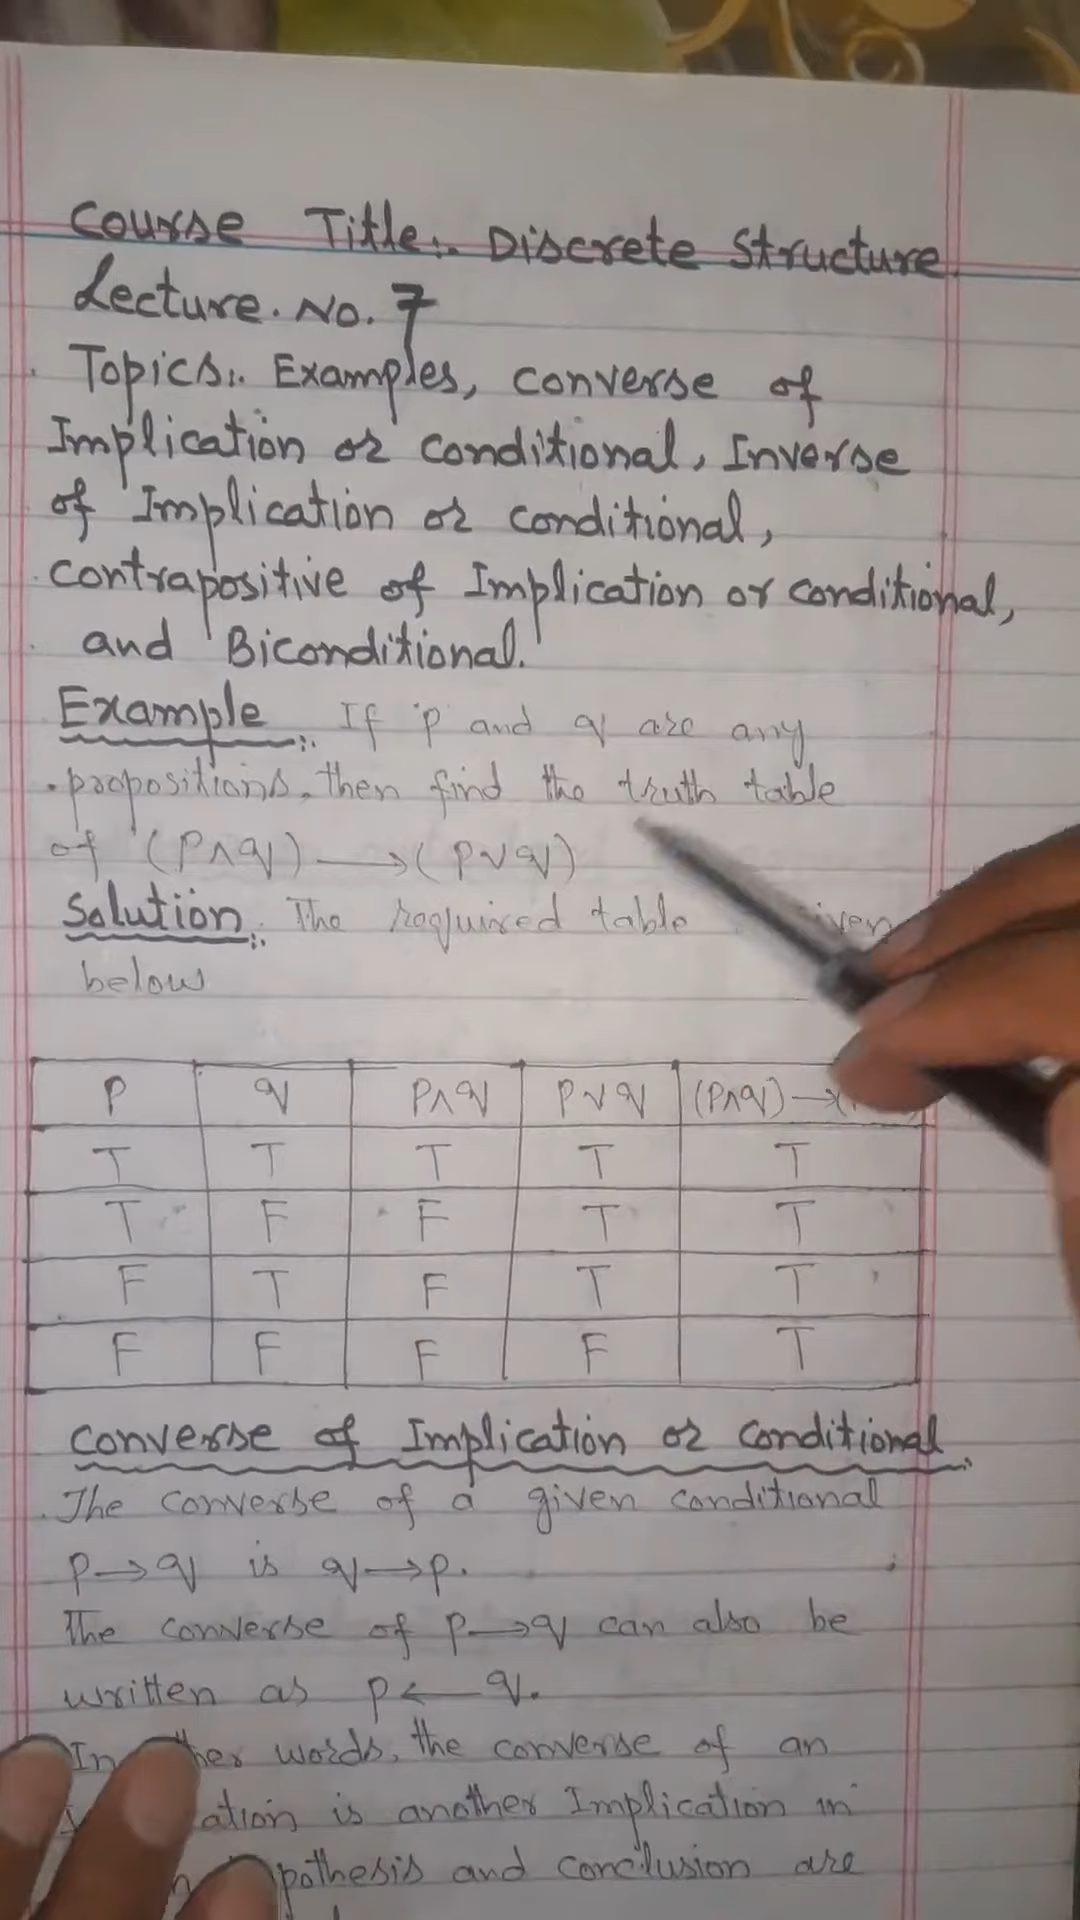 Course Title:. Discrete Structure
Lecture. No. 7
Topics:. Examples, converse of
Implication or conditional, Inverse
of Implication or conditional,
contrapositive of Implication or conditional,
and Biconditional.
Example:. If p and q are any
propositions, then find the truth table
of (P∧q) → (P∨q)
Solution:. The required table given
below
P q P∧q P∨q (P∧q) →
T T T T T
T F F T T
F T F T T
F F F F T
Converse of Implication or Conditional:.
The converse of a given conditional
P→q is q→p.
The converse of p→q can also be
written as p←q.
In words, the converse of an
is another Implication in
and conclusion are